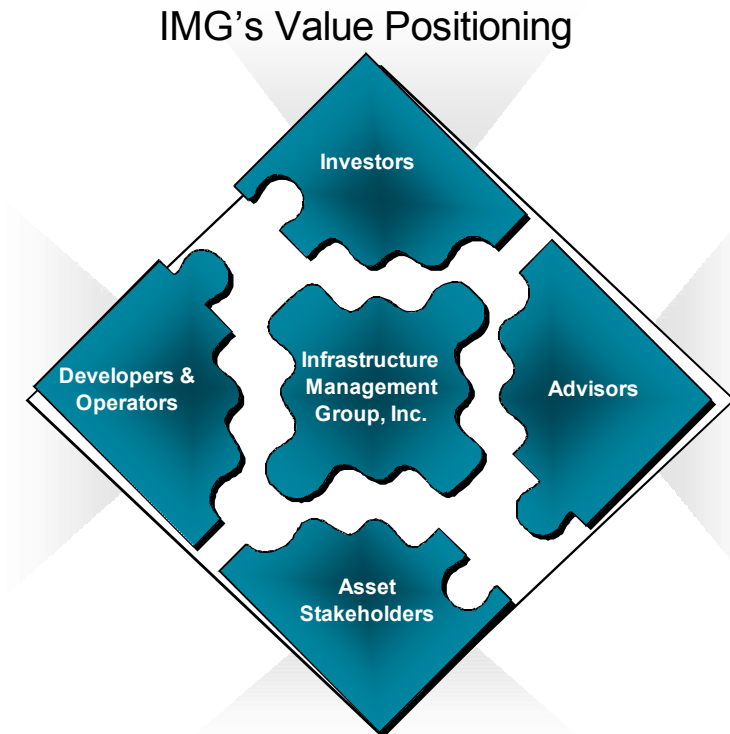 IMG’s Value Positioning
Investors
Developers &
Operators
Infrastructure
Management
Group, Inc.
Advisors
Asset
Stakeholders